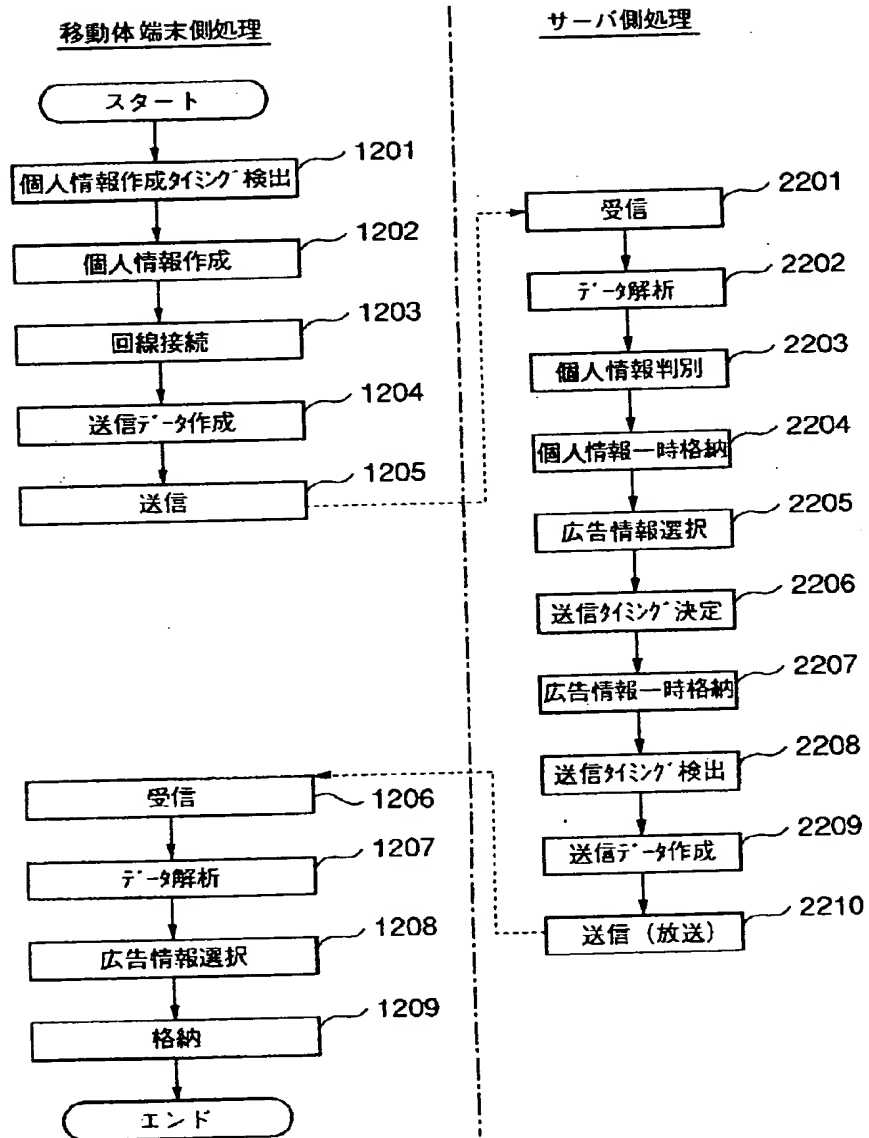 移動体端末側処理
スタート
1201
個人情報作成ﾀｲﾐﾝｸﾞ検出
1202
個人情報作成
1203
回線接続
1204
送信ﾃﾞｰﾀ作成
1205
送信
受信
1206
1207
ﾃﾞｰﾀ解析
1208
広告情報選択
1209
格納
エンド
サーバ側処理
2201
受信
2202
ﾃﾞｰﾀ解析
2203
個人情報判別
2204
個人情報一時格納
2205
広告情報選択
2206
送信ﾀｲﾐﾝｸﾞ決定
2207
広告情報一時格納
2208
送信ﾀｲﾐﾝｸﾞ検出
2209
送信ﾃﾞｰﾀ作成
2210
送信（放送）